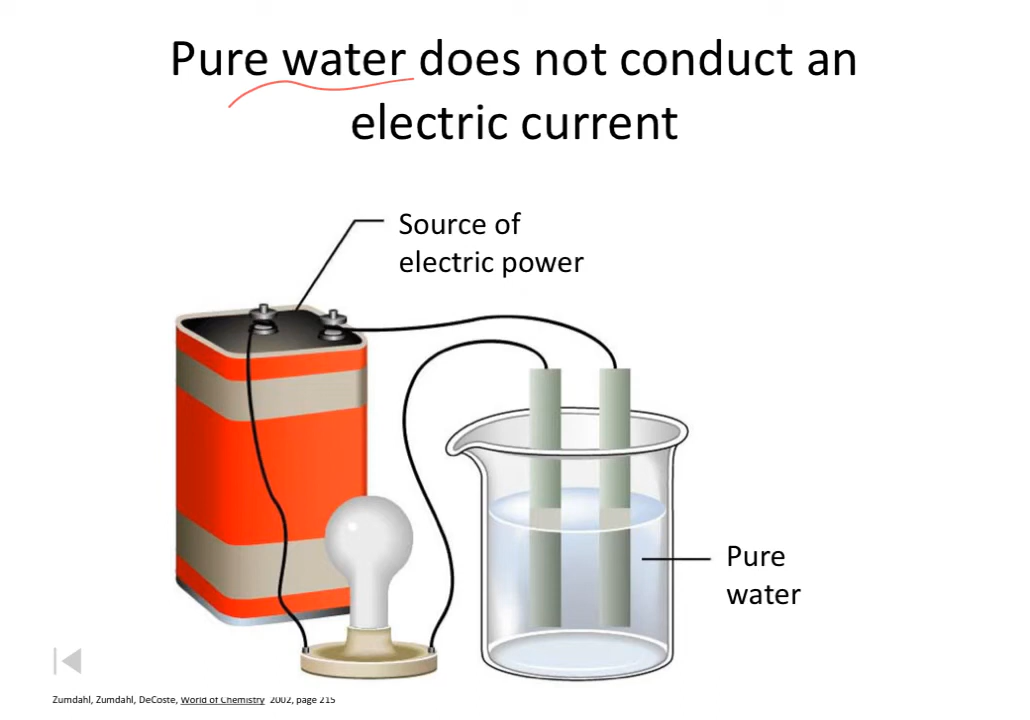 Pure water does not conduct an
electric current
Source of
electric power
Pure
water
Zumdahl, Zumdahl, DeCoste, World of Chemistry 2002, page 215